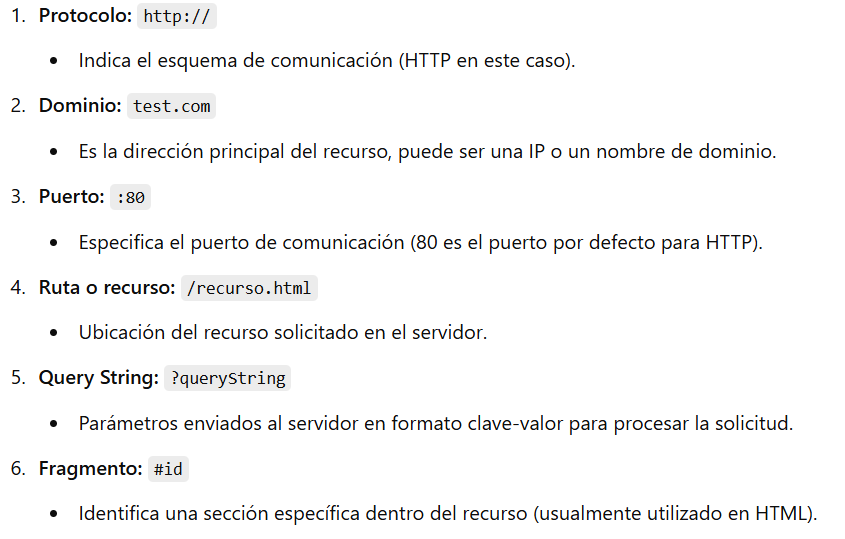 1. Protocolo: http://
• Indica el esquema de comunicación (HTTP en este caso).
2. Dominio: test.com
• Es la dirección principal del recurso, puede ser una IP o un nombre de dominio.
3. Puerto: :80
• Especifica el puerto de comunicación (80 es el puerto por defecto para HTTP).
4. Ruta o recurso: /recurso.html
• Ubicación del recurso solicitado en el servidor.
5. Query String: ?queryString
• Parámetros enviados al servidor en formato clave-valor para procesar la solicitud.
6. Fragmento: #id
• Identifica una sección específica dentro del recurso (usualmente utilizado en HTML).